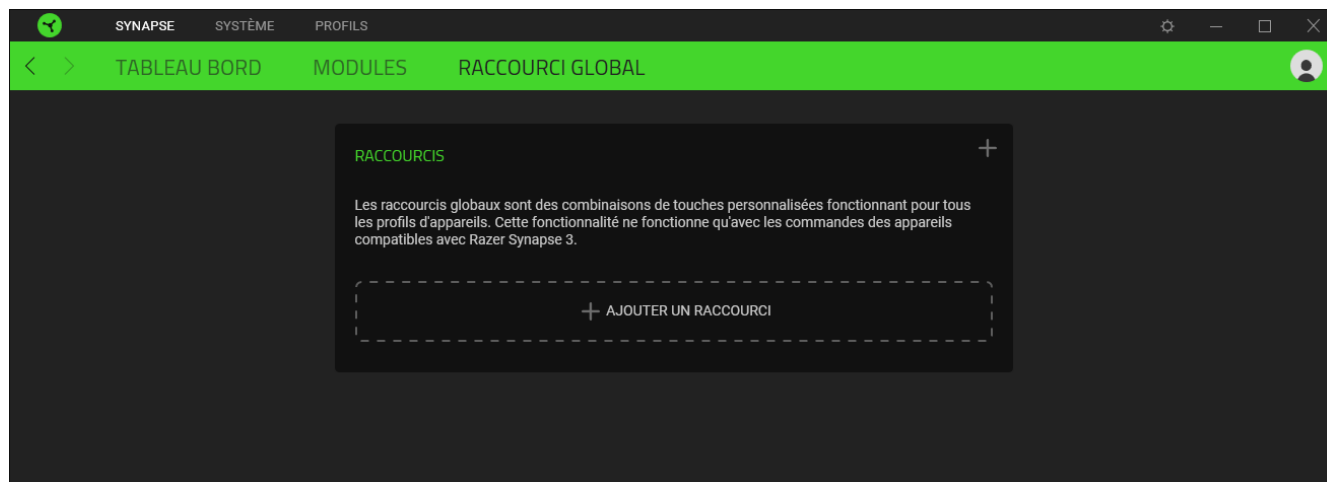 SYNAPSE SYSTÈME PROFILS
TABLEAU BORD MODULES RACCOURCI GLOBAL
RACCOURCIS
Les raccourcis globaux sont des combinaisons de touches personnalisées fonctionnant pour tous
les profils d'appareils. Cette fonctionnalité ne fonctionne qu'avec les commandes des appareils
compatibles avec Razer Synapse 3.
AJOUTER UN RACCOURCI